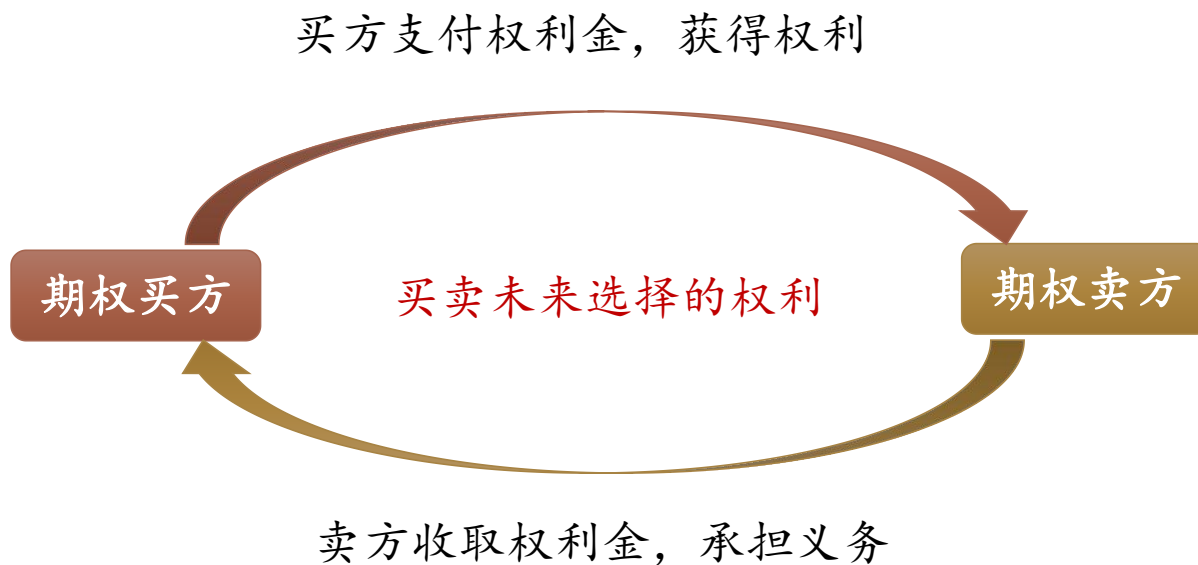 买方支付权利金，获得权利
期权买方
买卖未来选择的权利
期权卖方
卖方收取权利金，承担义务